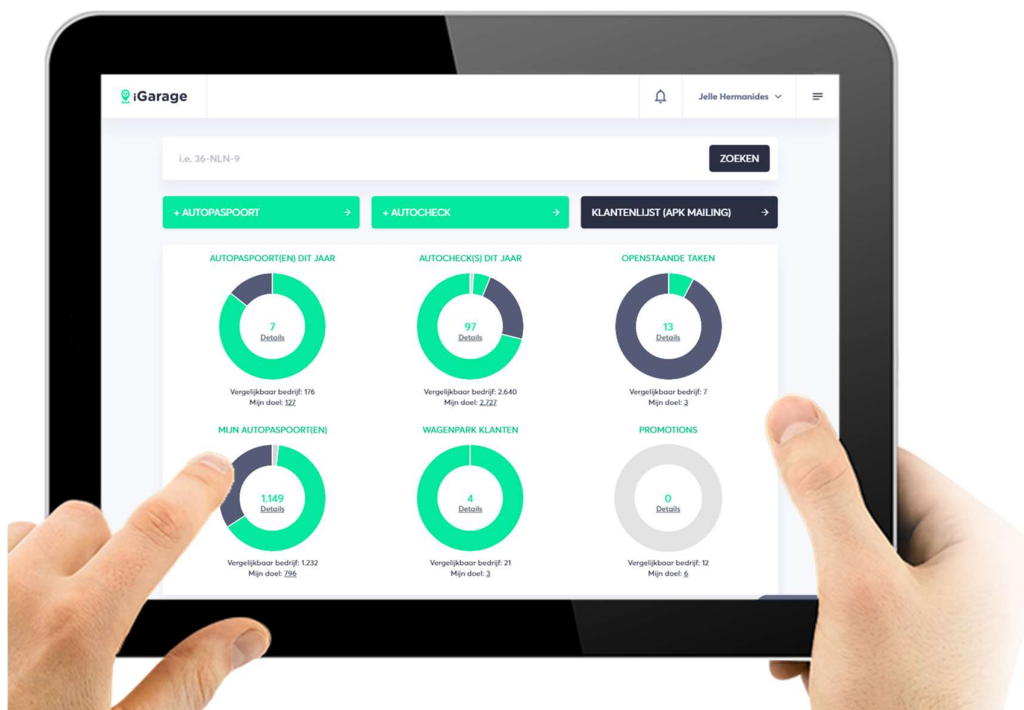 iGarage
Jelle Hermanides
i.e. 36-NLN-9
ZOEKEN
+ AUTOPASPOORT
+ AUTOCHECK
KLANTENLIJST (APK MAILING)
AUTOPASPOORT(EN) DIT JAAR
AUTOCHECK(S) DIT JAAR
OPENSTAANDE TAKEN
7
Details
97
Details
13
Details
Vergelijkbaar bedrijf: 176
Mijn doel: 127
Vergelijkbaar bedrijf: 2.640
Mijn doel: 2.727
Vergelijkbaar bedrijf: 7
Mijn doel: 3
MIJN AUTOPASPOORT(EN)
WAGENPARK KLANTEN
PROMOTIONS
1.149
Details
4
Details
0
Details
Vergelijkbaar bedrijf: 1.232
Mijn doel: 796
Vergelijkbaar bedrijf: 21
Mijn doel: 3
Vergelijkbaar bedrijf: 12
Mijn doel: 6